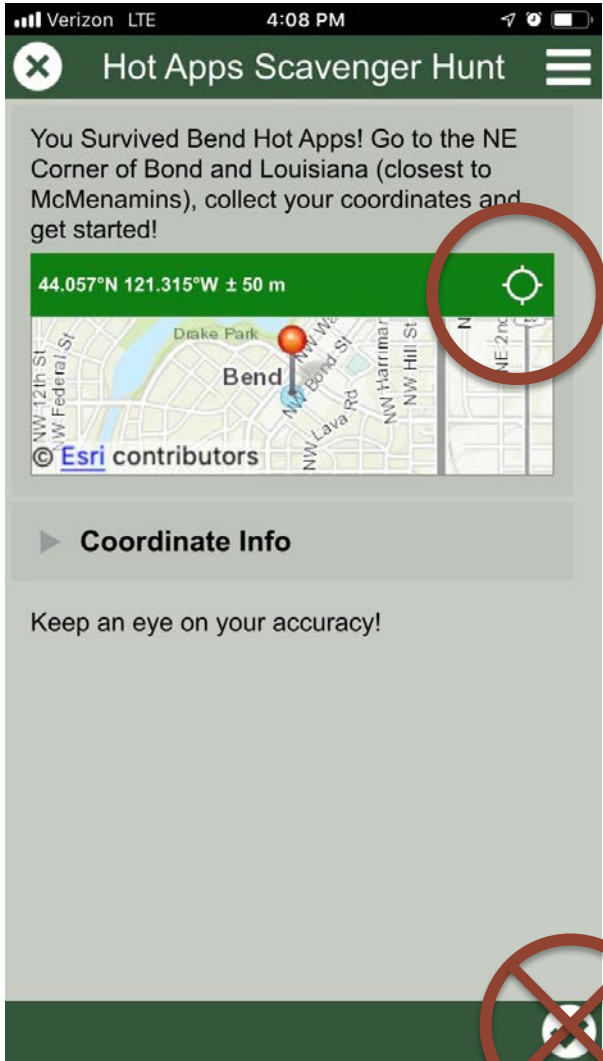 Verizon LTE 4:08 PM
Hot Apps Scavenger Hunt
You Survived Bend Hot Apps! Go to the NE
Corner of Bond and Louisiana (closest to
McMenamins), collect your coordinates and
get started!
44.057°N 121.315°W ± 50 m
Drake Park
Bend
NW 12th St
NW Federal St
NW Bond St
NW Lava Rd
NW Harriman
NW Hill St
NE 2nd
© Esri contributors
Coordinate Info
Keep an eye on your accuracy!